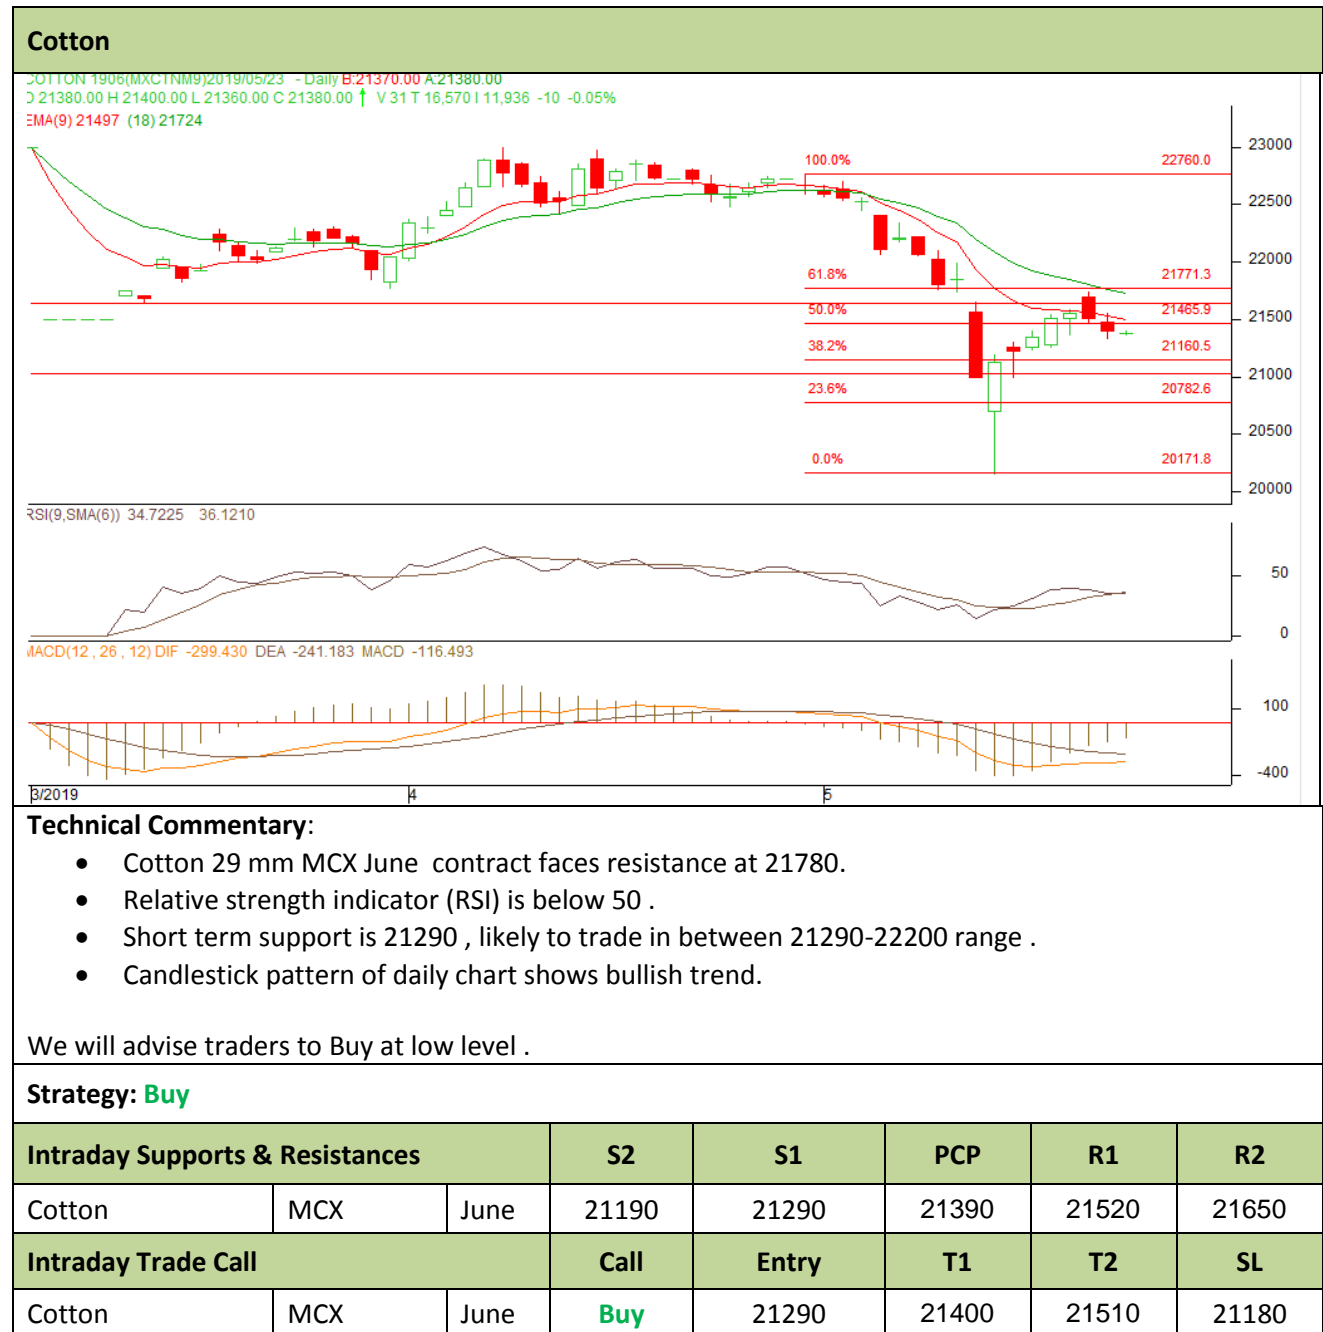 Cotton
COTTON 1906(MXCTNM9)2019/05/23 - Daily B:21370.00 A:21380.00
O 21380.00 H 21400.00 L 21360.00 C 21380.00 ↑ V 31 T 16,570 I 11,936 -10 -0.05%
EMA(9) 21497 (18) 21724
23000
100.0% 22760.0
22500
22000
61.8% 21771.3
50.0% 21465.9
21500
38.2% 21160.5
21000
23.6% 20782.6
20500
0.0% 20171.8
20000
RSI(9,SMA(6)) 34.7225 36.1210
50
0
MACD(12 , 26 , 12) DIF -299.430 DEA -241.183 MACD -116.493
100
-400
3/2019 4 5
Technical Commentary:
• Cotton 29 mm MCX June contract faces resistance at 21780.
• Relative strength indicator (RSI) is below 50 .
• Short term support is 21290 , likely to trade in between 21290-22200 range .
• Candlestick pattern of daily chart shows bullish trend.
We will advise traders to Buy at low level .
Strategy: Buy
Intraday Supports & Resistances S2 S1 PCP R1 R2
Cotton MCX June 21190 21290 21390 21520 21650
Intraday Trade Call Call Entry T1 T2 SL
Cotton MCX June Buy 21290 21400 21510 21180